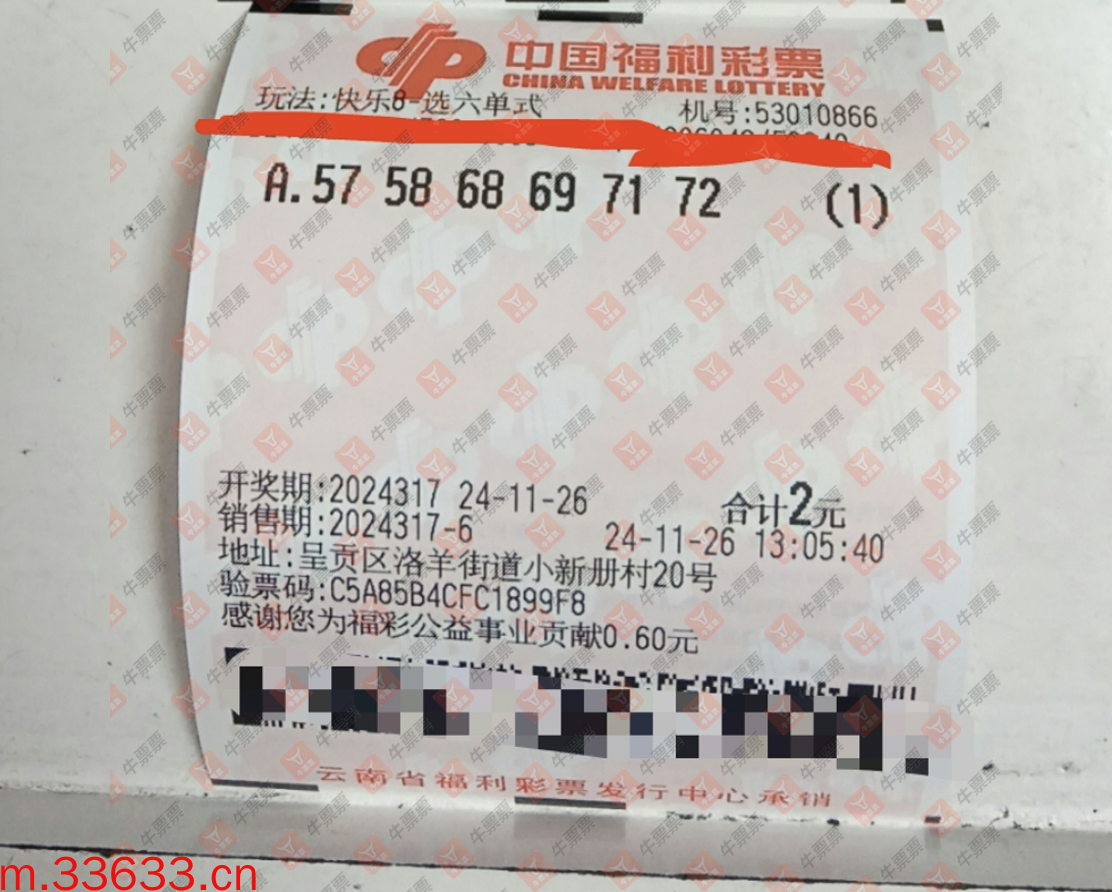 中国福利彩票
CHINA WELFARE LOTTERY
玩法:快乐8-选六单式 机号:53010866
A.57 58 68 69 71 72 (1)
开奖期:2024317 24-11-26 合计2元
销售期:2024317-6 24-11-26 13:05:40
地址:呈贡区洛羊街道小新册村20号
验票码:C5A85B4CFC1899F8
感谢您为福彩公益事业贡献0.60元
云南省福利彩票发行中心承销
牛票票
m.33633.cn